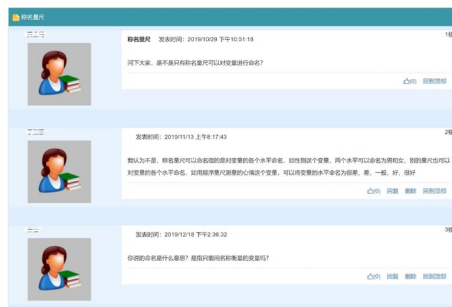 称名量尺
1楼
称名量尺 发表时间：2019/10/29 下午10:51:18
问下大家，是不是只有称名量尺可以对变量进行命名？
(0) 回到顶部
2楼
发表时间：2019/11/13 上午8:17:43
我认为不是，称名量尺可以命名指的是对变量的各个水平命名，如性别这个变量，两个水平可以命名为男和女，别的量尺也可以
对变量的各个水平命名，如用顺序量尺测量的心情这个变量，可以将变量的水平命名为很差，差，一般，好，很好
(0) 回复 删除 回到顶部
3楼
发表时间：2019/12/18 下午2:36:32
你说的命名是什么意思？是指只能问名称衡量的变量吗？
(0) 回复 删除 回到顶部